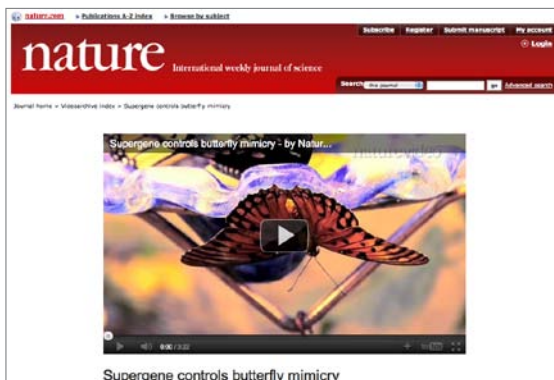 nature.com
Publications A-Z index
Browse by subject
Subscribe Register Submit manuscript My account
Login
nature International weekly journal of science
Search This journal go Advanced search
Journal home > Videoarchive index > Supergene controls butterfly mimicry
Supergene controls butterfly mimicry - by Natur...
0:00 / 3:22
Supergene controls butterfly mimicry